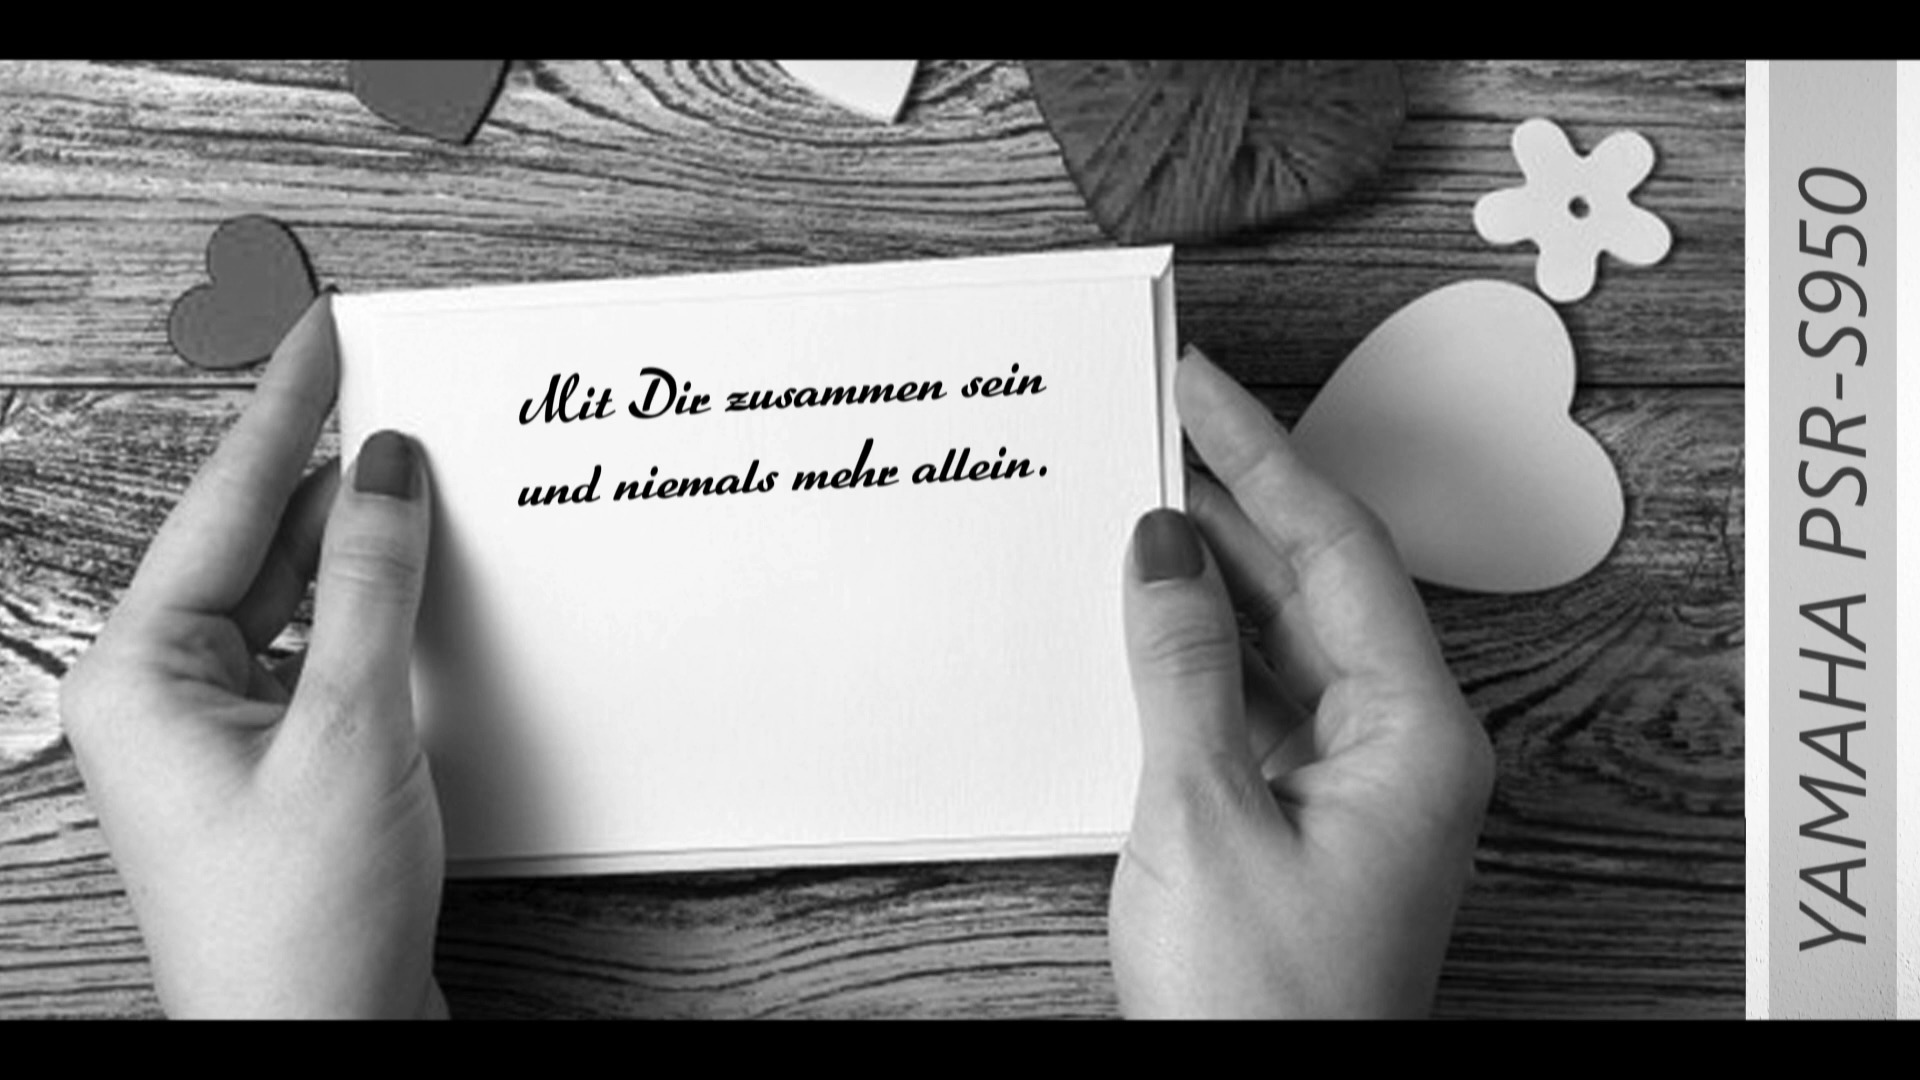 Mit Dir zusammen sein
und niemals mehr allein.
YAMAHA PSR-S950